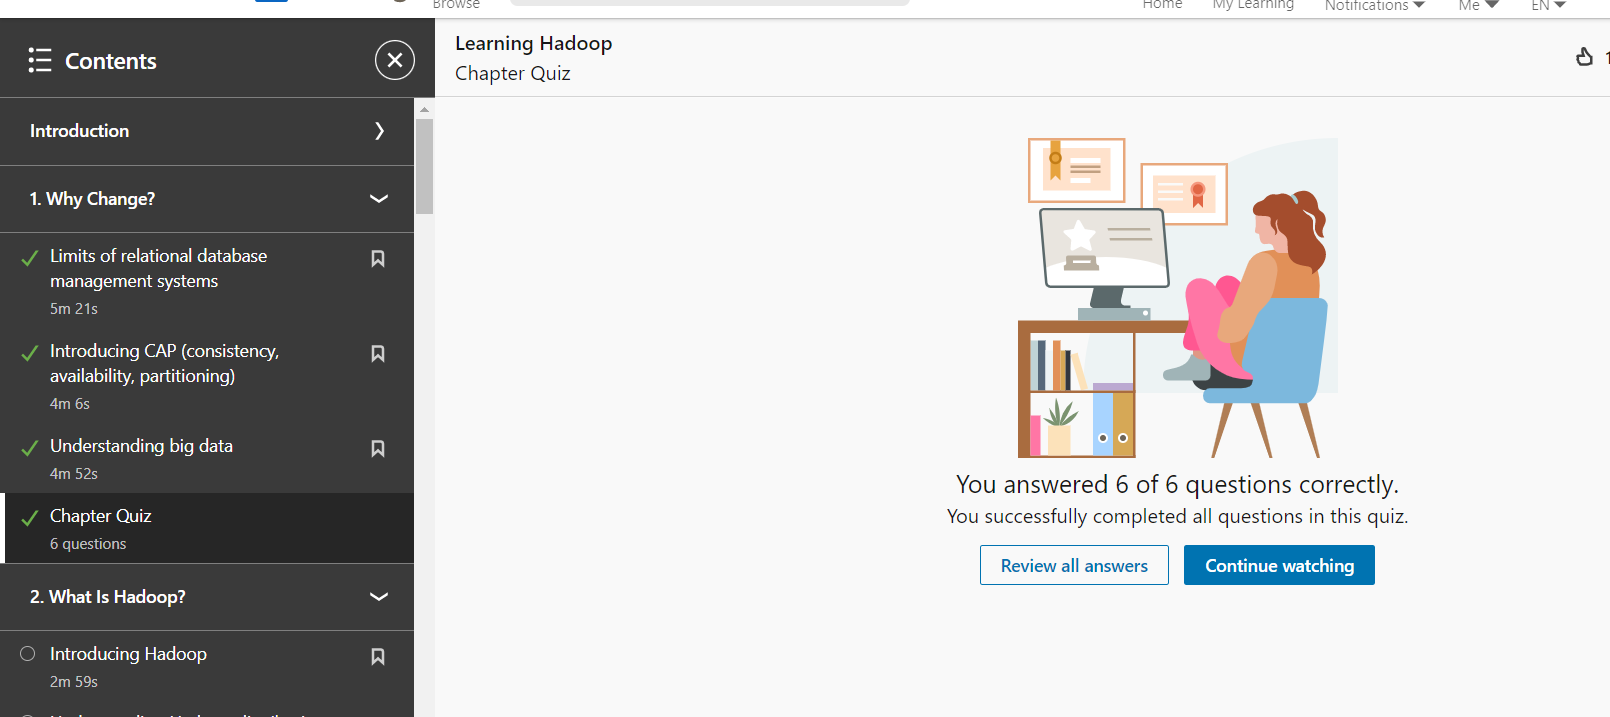 Browse
Home My Learning Notifications Me EN
Contents
Learning Hadoop
Chapter Quiz
Introduction
1. Why Change?
Limits of relational database
management systems
5m 21s
Introducing CAP (consistency,
availability, partitioning)
4m 6s
Understanding big data
4m 52s
Chapter Quiz
6 questions
2. What Is Hadoop?
Introducing Hadoop
2m 59s
You answered 6 of 6 questions correctly.
You successfully completed all questions in this quiz.
Review all answers
Continue watching